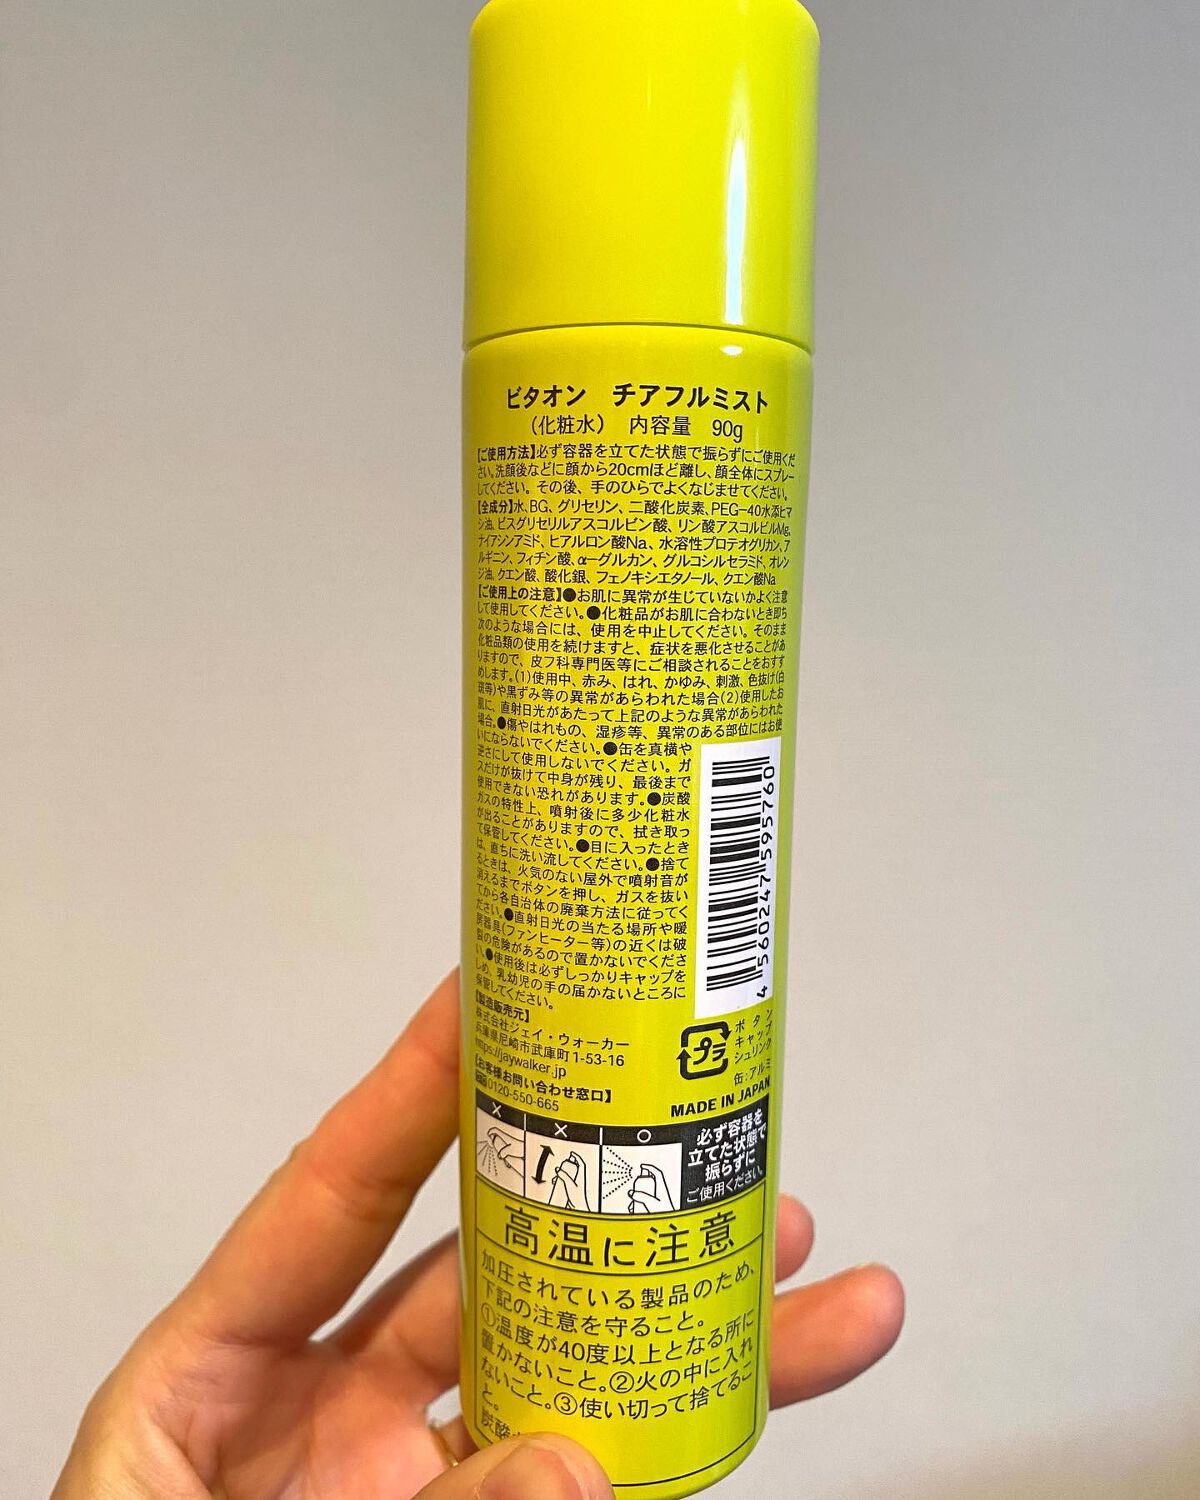 ビタオン チアフルミスト
(化粧水) 内容量 90g
【ご使用方法】必ず容器を立てた状態で振らずにご使用くだ
さい。洗顔後などに顔から20cmほど離し、顔全体にスプレー
してください。その後、手のひらでよくなじませてください。
【全成分】水、BG、グリセリン、二酸化炭素、PEG-40水添ヒマ
シ油、ビスグリセリルアスコルビン酸、リン酸アスコルビルMg、
ナイアシンアミド、ヒアルロン酸Na、水溶性プロテオグリカン、ア
ルギニン、フィチン酸、α-グルカン、グルコシルセラミド、オレン
ジ油、クエン酸、酸化銀、フェノキシエタノール、クエン酸Na
【ご使用上の注意】●お肌に異常が生じていないかよく注意
して使用してください。●化粧品がお肌に合わないとき即ち
次のような場合には、使用を中止してください。そのまま
化粧品類の使用を続けますと、症状を悪化させることがあ
りますので、皮フ科専門医等にご相談されることをおすす
めします。(1)使用中、赤み、はれ、かゆみ、刺激、色抜け(白
斑等)や黒ずみ等の異常があらわれた場合(2)使用したお
肌に、直射日光があたって上記のような異常があらわれた
場合。●傷やはれもの、湿疹等、異常のある部位にはお使
いにならないでください。●缶を真横や
逆さにして使用しないでください。ガ
スだけが抜けて中身が残り、最後まで
使用できない恐れがあります。●炭酸
ガスの特性上、噴射後に多少化粧水
が出ることがありますので、拭き取っ
て保管してください。●目に入ったとき
は、直ちに洗い流してください。●捨て
るときは、火気のない屋外で噴射音が
消えるまでボタンを押し、ガスを抜い
てから各自治体の廃棄方法に従ってく
ださい。●直射日光の当たる場所や暖
房器具(ファンヒーター等)の近くは破
裂の危険があるので置かないでくださ
い。●使用後は必ずしっかりキャップを
しめ、乳幼児の手の届かないところに
保管してください。
【製造販売元】
株式会社ジェイ・ウォーカー
兵庫県尼崎市武庫町1-53-16
https://jaywalker.jp
【お客様お問い合わせ窓口】
0120-550-665
4 560247 595760
プラ
ボタン
キャップ
シュリンク
缶:アルミ
MADE IN JAPAN
× × ○
必ず容器を
立てた状態で
振らずに
ご使用ください。
高温に注意
加圧されている製品のため、
下記の注意を守ること。
①温度が40度以上となる所に
置かないこと。②火の中に入れ
ないこと。③使い切って捨てるこ
と。
炭酸